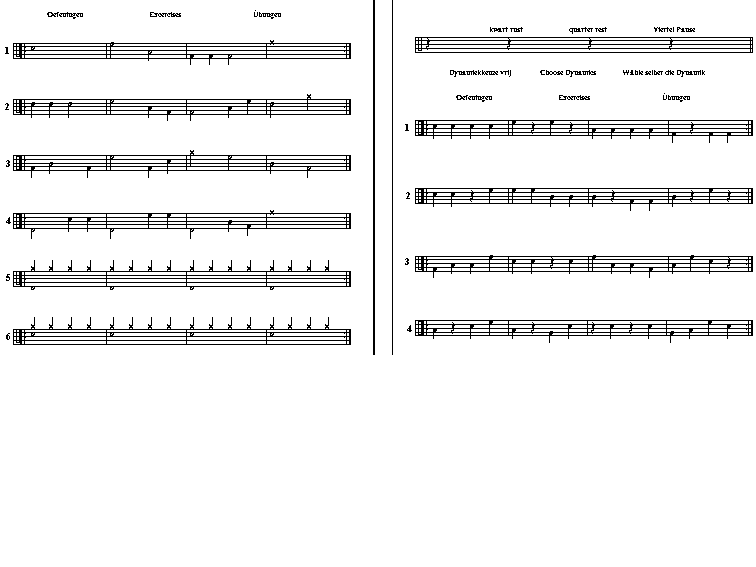 Oefeningen Exercises Übungen
1
2
3
4
5
6
kwart rust quarter rest Viertel Pause
Dynamiekkeuze vrij Choose Dynamics Wähle selber die Dynamik
Oefeningen Exercises Übungen
1
2
3
4